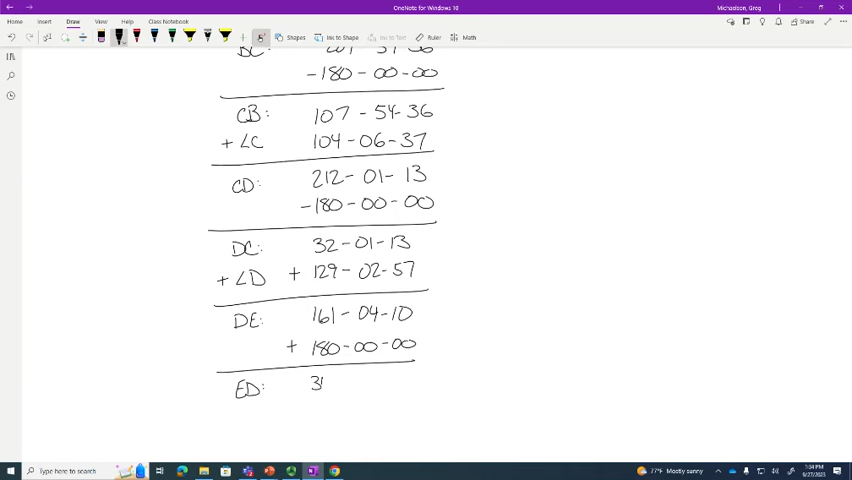 OneNote for Windows 10
Michaelson, Greg
Home Insert Draw View Help Class Notebook
Share
Shapes Ink to Shape Ink to Text Ruler Math
- 180 - 00 - 00
CB: 107 - 54 - 36
+ ∠C 104 - 06 - 37
CD: 212 - 01 - 13
- 180 - 00 - 00
DC: 32 - 01 - 13
+ ∠D + 129 - 02 - 57
DE: 161 - 04 - 10
+ 180 - 00 - 00
ED: 3
Type here to search
77°F Mostly sunny
1:04 PM